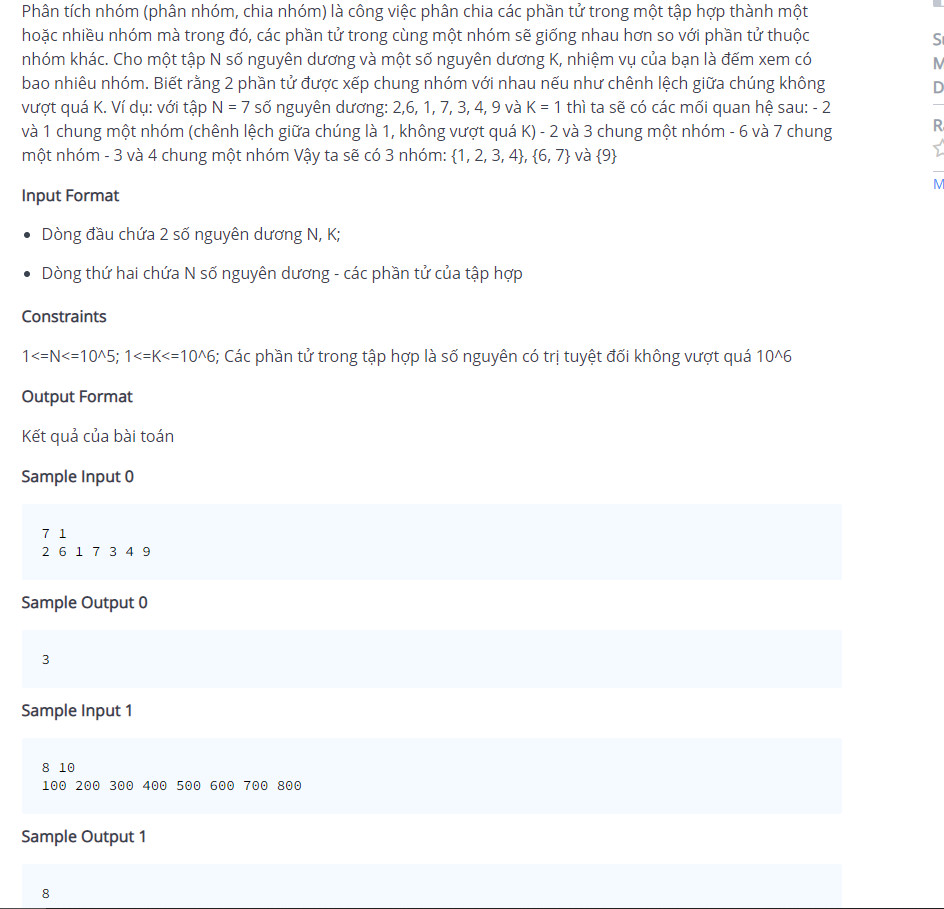 Phân tích nhóm (phân nhóm, chia nhóm) là công việc phân chia các phần tử trong một tập hợp thành một
hoặc nhiều nhóm mà trong đó, các phần tử trong cùng một nhóm sẽ giống nhau hơn so với phần tử thuộc
nhóm khác. Cho một tập N số nguyên dương và một số nguyên dương K, nhiệm vụ của bạn là đếm xem có
bao nhiêu nhóm. Biết rằng 2 phần tử được xếp chung nhóm với nhau nếu như chênh lệch giữa chúng không
vượt quá K. Ví dụ: với tập N = 7 số nguyên dương: 2,6, 1, 7, 3, 4, 9 và K = 1 thì ta sẽ có các mối quan hệ sau: - 2
và 1 chung một nhóm (chênh lệch giữa chúng là 1, không vượt quá K) - 2 và 3 chung một nhóm - 6 và 7 chung
một nhóm - 3 và 4 chung một nhóm Vậy ta sẽ có 3 nhóm: {1, 2, 3, 4}, {6, 7} và {9}
Input Format
• Dòng đầu chứa 2 số nguyên dương N, K;
• Dòng thứ hai chứa N số nguyên dương - các phần tử của tập hợp
Constraints
1<=N<=10^5; 1<=K<=10^6; Các phần tử trong tập hợp là số nguyên có trị tuyệt đối không vượt quá 10^6
Output Format
Kết quả của bài toán
Sample Input 0
7 1
2 6 1 7 3 4 9
Sample Output 0
3
Sample Input 1
8 10
100 200 300 400 500 600 700 800
Sample Output 1
8